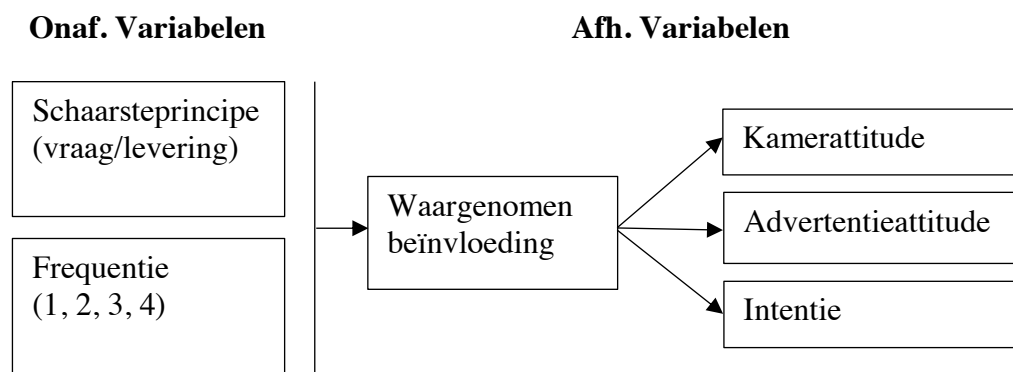 Onaf. Variabelen
Afh. Variabelen
Schaarsteprincipe
(vraag/levering)
Frequentie
(1, 2, 3, 4)
Waargenomen
beïnvloeding
Kamerattitude
Advertentieattitude
Intentie